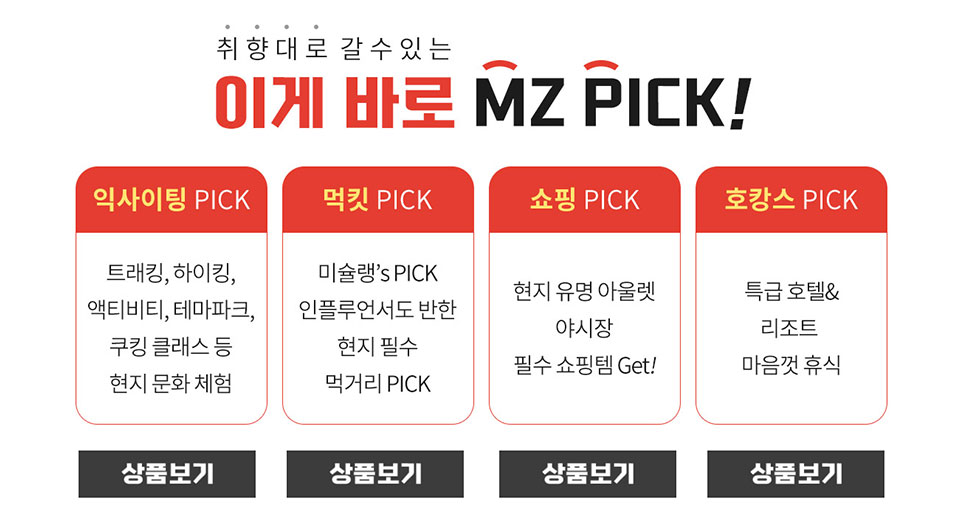 취향대로 갈 수 있는
이게 바로 MZ PICK!
익사이팅 PICK
트래킹, 하이킹,
액티비티, 테마파크,
쿠킹 클래스 등
현지 문화 체험
상품보기
먹킷 PICK
미슐랭’s PICK
인플루언서도 반한
현지 필수
먹거리 PICK
상품보기
쇼핑 PICK
현지 유명 아울렛
야시장
필수 쇼핑템 Get!
상품보기
호캉스 PICK
특급 호텔&
리조트
마음껏 휴식
상품보기